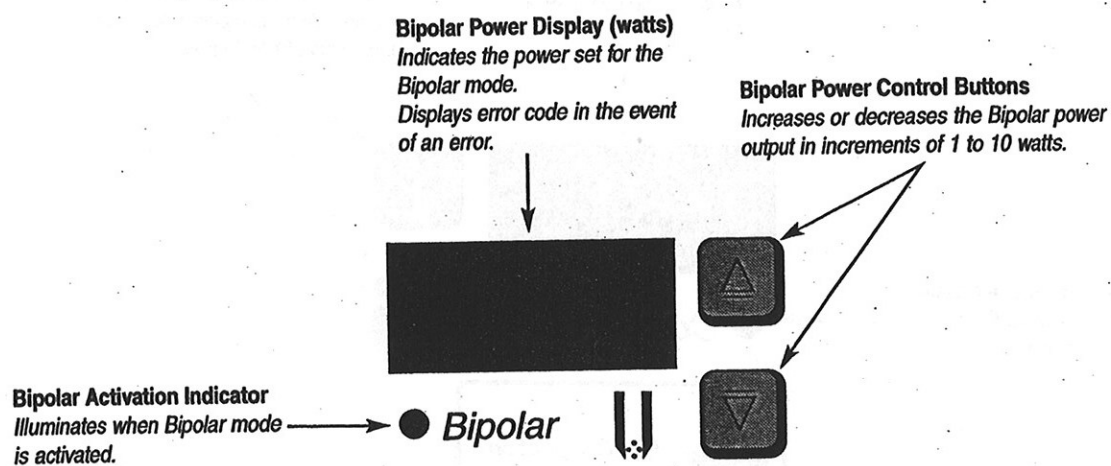 Bipolar Power Display (watts)
Indicates the power set for the
Bipolar mode.
Displays error code in the event
of an error.
Bipolar Power Control Buttons
Increases or decreases the Bipolar power
output in increments of 1 to 10 watts.
Bipolar Activation Indicator
Illuminates when Bipolar mode
is activated.
Bipolar